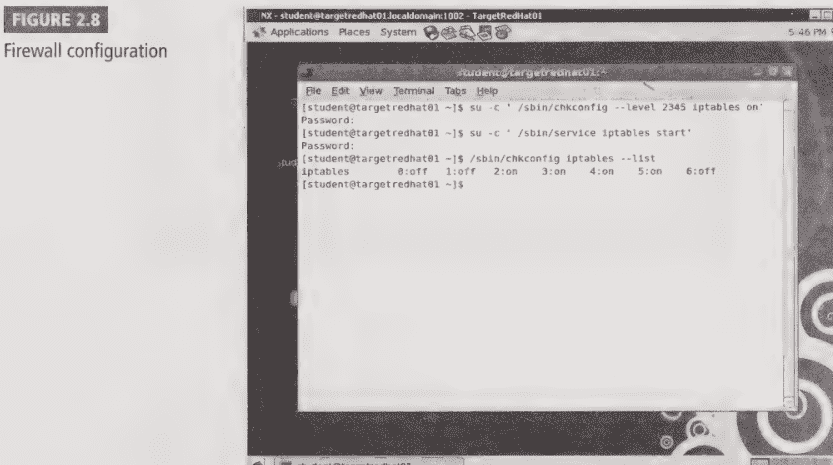 FIGURE 2.8
Firewall configuration
NX - student@targetredhat01.localdomain:1002 - TargetRedHat01
Applications Places System
5:46 PM
student@targetredhat01:~
File Edit View Terminal Tabs Help
[student@targetredhat01 ~]$ su -c ' /sbin/chkconfig --level 2345 iptables on'
Password:
[student@targetredhat01 ~]$ su -c ' /sbin/service iptables start'
Password:
[student@targetredhat01 ~]$ /sbin/chkconfig iptables --list
iptables 0:off 1:off 2:on 3:on 4:on 5:on 6:off
[student@targetredhat01 ~]$